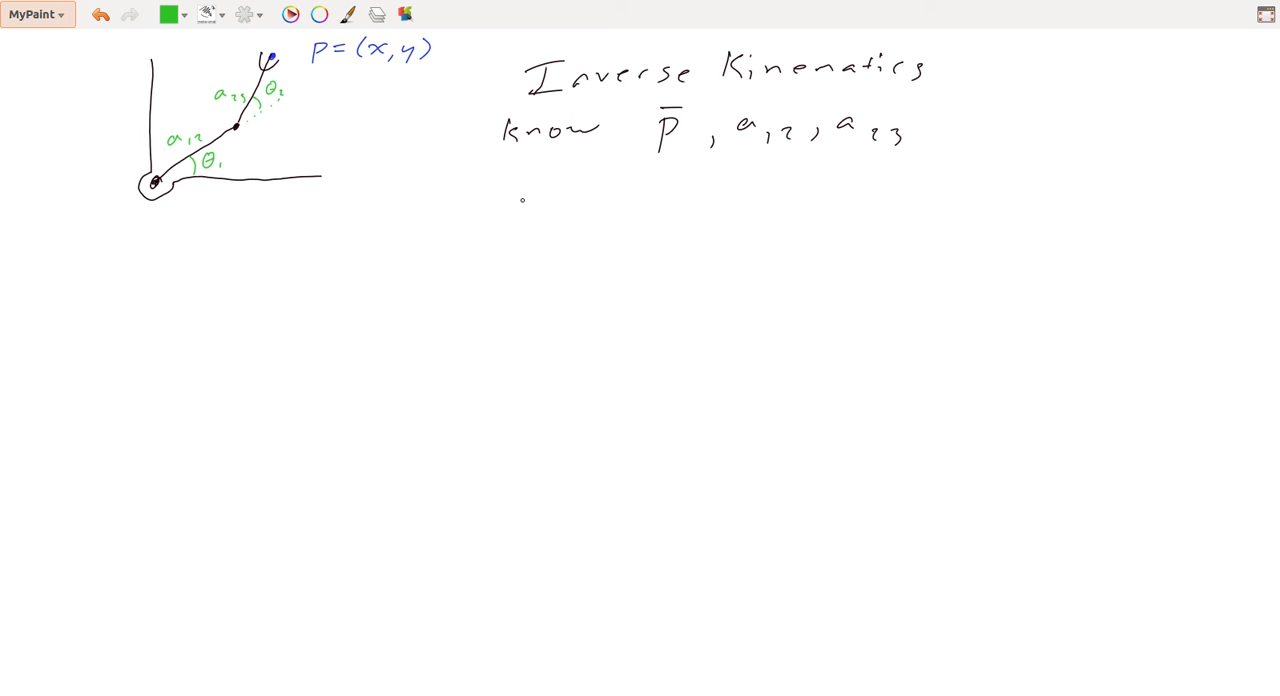 MyPaint
P = (x, y)
Inverse Kinematics
a₂₃ θ₂
know P̅, a₁₂, a₂₃
a₁₂
θ₁